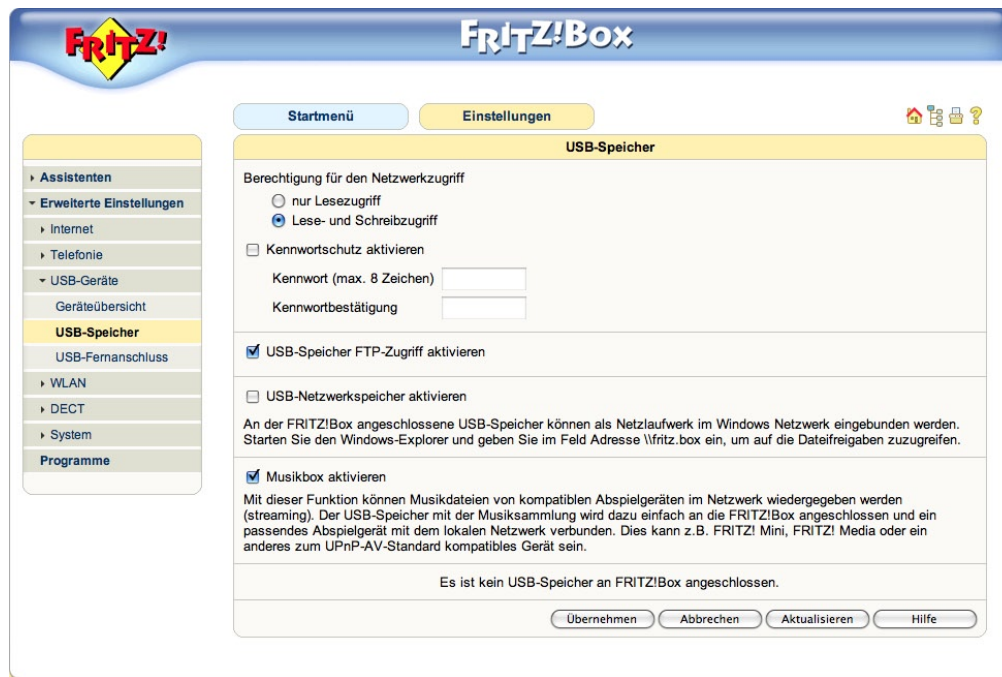 FRITZ!
FRITZ!Box
Startmenü
Einstellungen
Assistenten
Erweiterte Einstellungen
Internet
Telefonie
USB-Geräte
Geräteübersicht
USB-Speicher
USB-Fernanschluss
WLAN
DECT
System
Programme
USB-Speicher
Berechtigung für den Netzwerkzugriff
nur Lesezugriff
Lese- und Schreibzugriff
Kennwortschutz aktivieren
Kennwort (max. 8 Zeichen)
Kennwortbestätigung
USB-Speicher FTP-Zugriff aktivieren
USB-Netzwerkspeicher aktivieren
An der FRITZ!Box angeschlossene USB-Speicher können als Netzlaufwerk im Windows Netzwerk eingebunden werden.
Starten Sie den Windows-Explorer und geben Sie im Feld Adresse \\fritz.box ein, um auf die Dateifreigaben zuzugreifen.
Musikbox aktivieren
Mit dieser Funktion können Musikdateien von kompatiblen Abspielgeräten im Netzwerk wiedergegeben werden
(streaming). Der USB-Speicher mit der Musiksammlung wird dazu einfach an die FRITZ!Box angeschlossen und ein
passendes Abspielgerät mit dem lokalen Netzwerk verbunden. Dies kann z.B. FRITZ! Mini, FRITZ! Media oder ein
anderes zum UPnP-AV-Standard kompatibles Gerät sein.
Es ist kein USB-Speicher an FRITZ!Box angeschlossen.
Übernehmen
Abbrechen
Aktualisieren
Hilfe